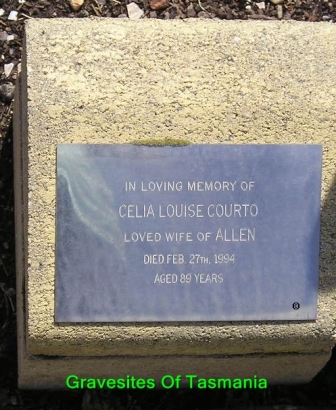 IN LOVING MEMORY OF
CELIA LOUISE COURTO
LOVED WIFE OF ALLEN
DIED FEB. 27TH, 1994
AGED 89 YEARS
Gravesites Of Tasmania